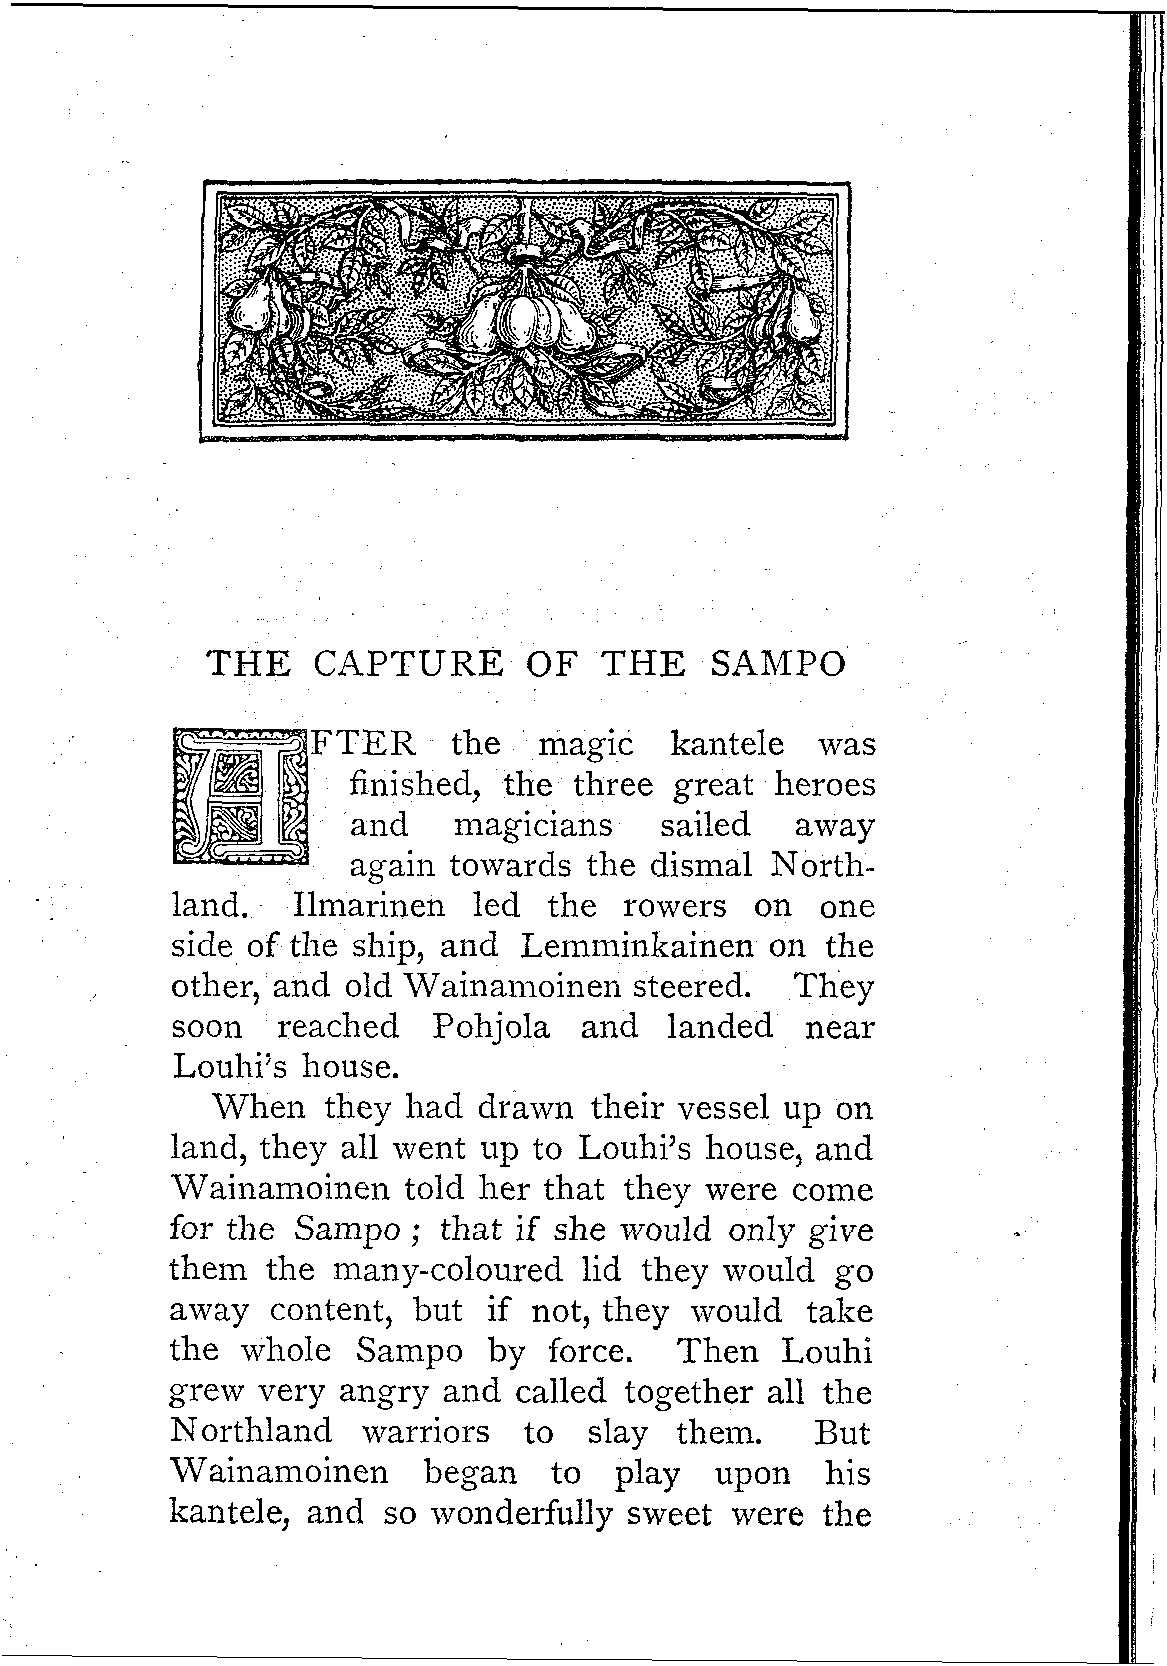 THE CAPTURE OF THE SAMPO
AFTER the magic kantele was
finished, the three great heroes
and magicians sailed away
again towards the dismal North-
land. Ilmarinen led the rowers on one
side of the ship, and Lemminkainen on the
other, and old Wainamoinen steered. They
soon reached Pohjola and landed near
Louhi's house.
When they had drawn their vessel up on
land, they all went up to Louhi's house, and
Wainamoinen told her that they were come
for the Sampo ; that if she would only give
them the many-coloured lid they would go
away content, but if not, they would take
the whole Sampo by force. Then Louhi
grew very angry and called together all the
Northland warriors to slay them. But
Wainamoinen began to play upon his
kantele, and so wonderfully sweet were the